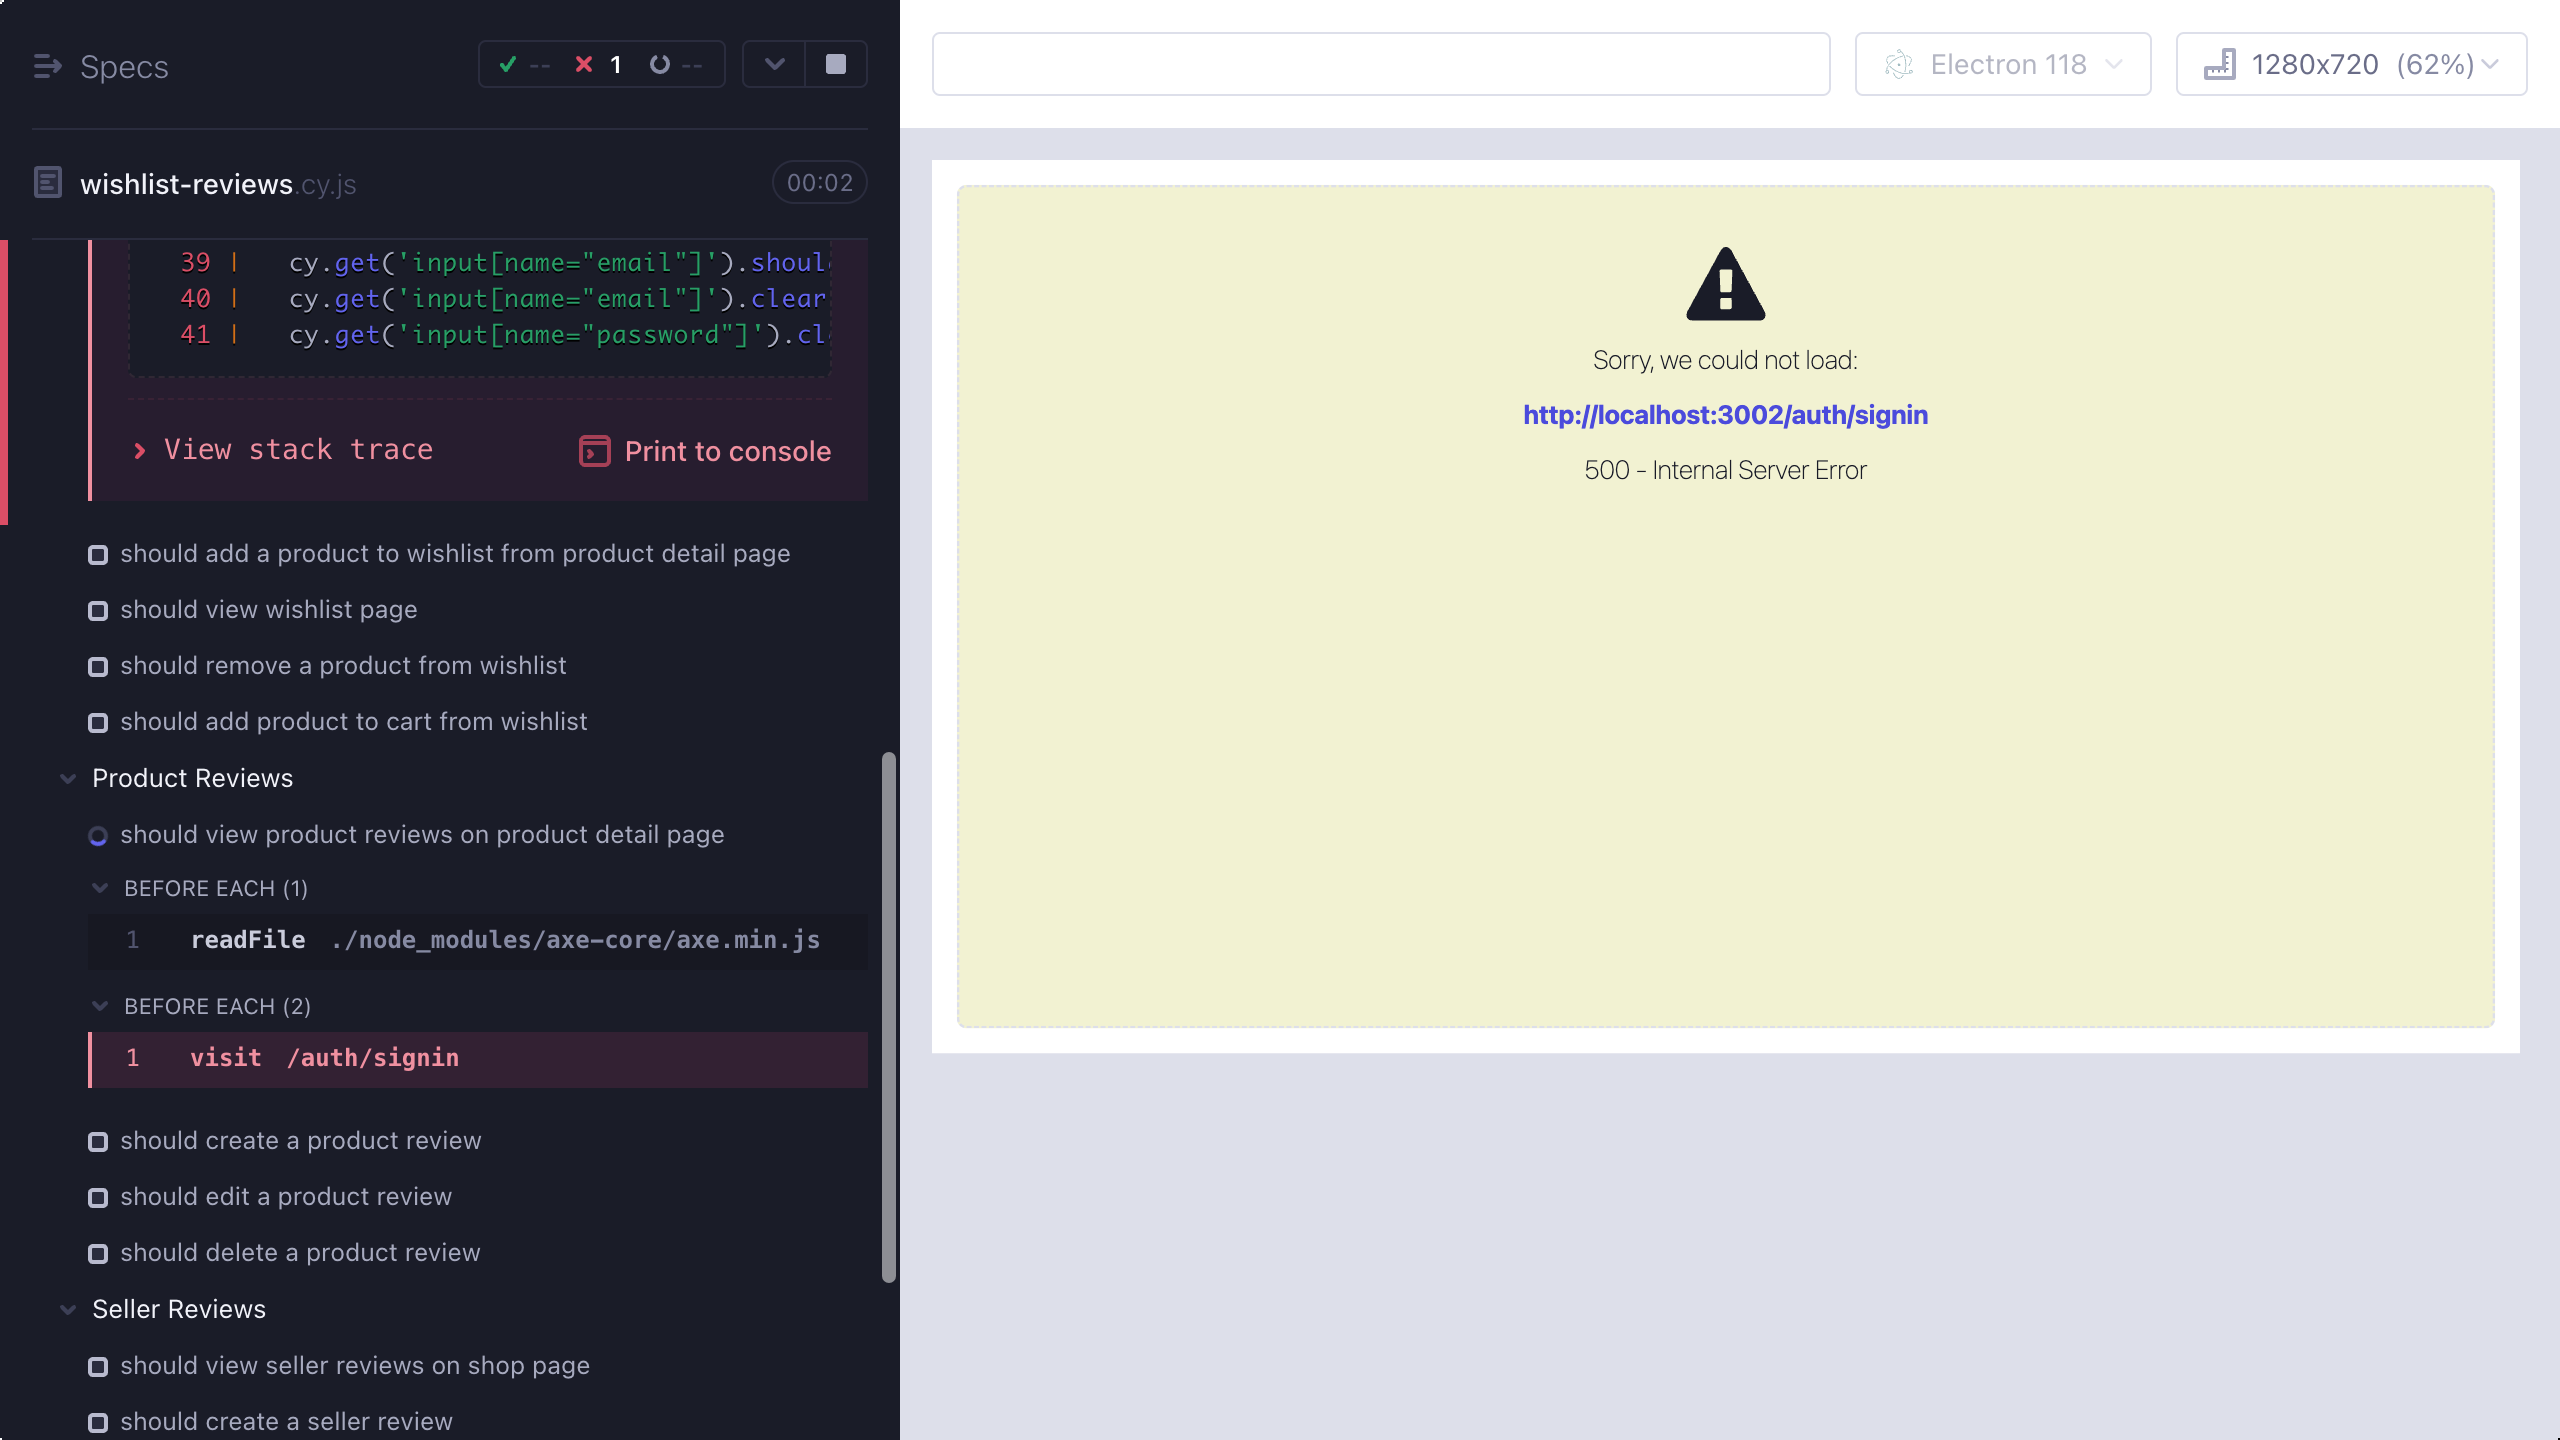 Specs
-- 1 --
wishlist-reviews.cy.js
00:02
39 | cy.get('input[name="email"]').shoul
40 | cy.get('input[name="email"]').clear
41 | cy.get('input[name="password"]').cl
View stack trace
Print to console
should add a product to wishlist from product detail page
should view wishlist page
should remove a product from wishlist
should add product to cart from wishlist
Product Reviews
should view product reviews on product detail page
BEFORE EACH (1)
1 readFile ./node_modules/axe-core/axe.min.js
BEFORE EACH (2)
1 visit /auth/signin
should create a product review
should edit a product review
should delete a product review
Seller Reviews
should view seller reviews on shop page
should create a seller review
Electron 118
1280x720 (62%)
Sorry, we could not load:
http://localhost:3002/auth/signin
500 - Internal Server Error